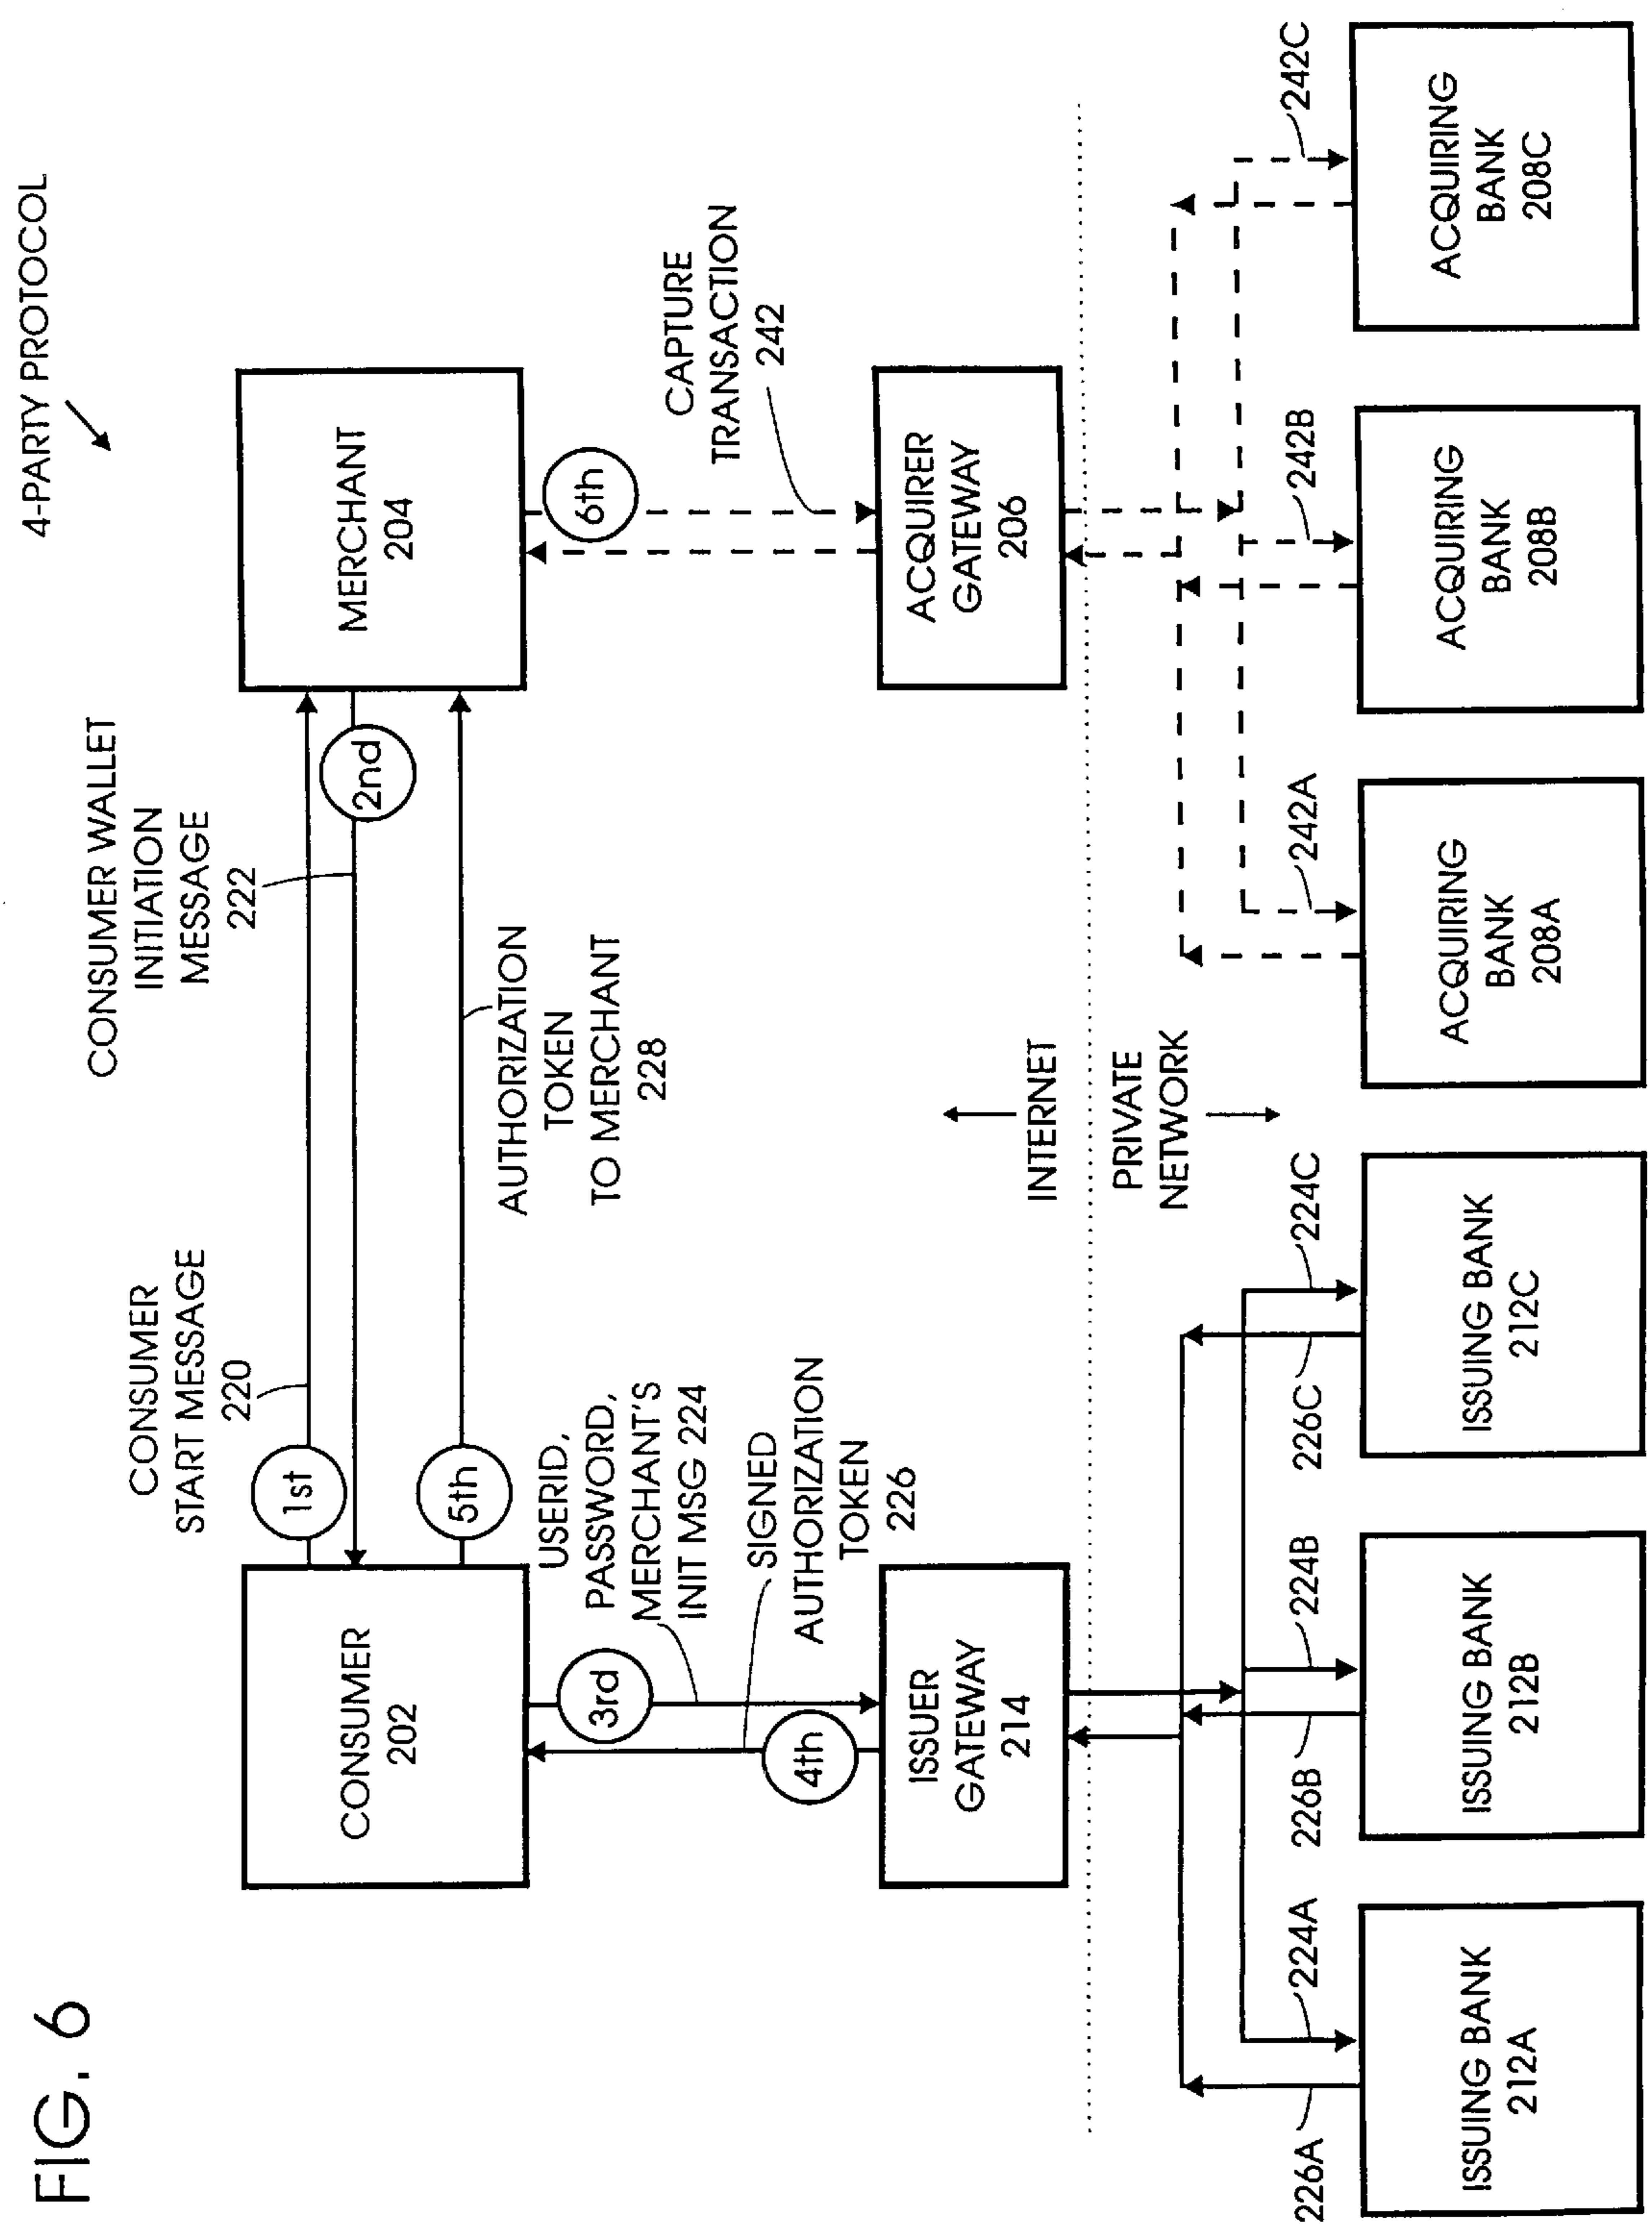 FIG. 6
4-PARTY PROTOCOL
CONSUMER
START MESSAGE
220
CONSUMER WALLET
INITIATION
MESSAGE
222
1st
2nd
5th
CONSUMER
202
MERCHANT
204
AUTHORIZATION
TOKEN
TO MERCHANT
228
3rd
USERID,
PASSWORD,
MERCHANT'S
INIT MSG 224
4th
SIGNED
AUTHORIZATION
TOKEN
226
6th
CAPTURE
TRANSACTION
242
ISSUER
GATEWAY
214
ACQUIRER
GATEWAY
206
INTERNET
PRIVATE
NETWORK
226A
224A
226B
224B
226C
224C
242A
242B
242C
ISSUING BANK
212A
ISSUING BANK
212B
ISSUING BANK
212C
ACQUIRING
BANK
208A
ACQUIRING
BANK
208B
ACQUIRING
BANK
208C